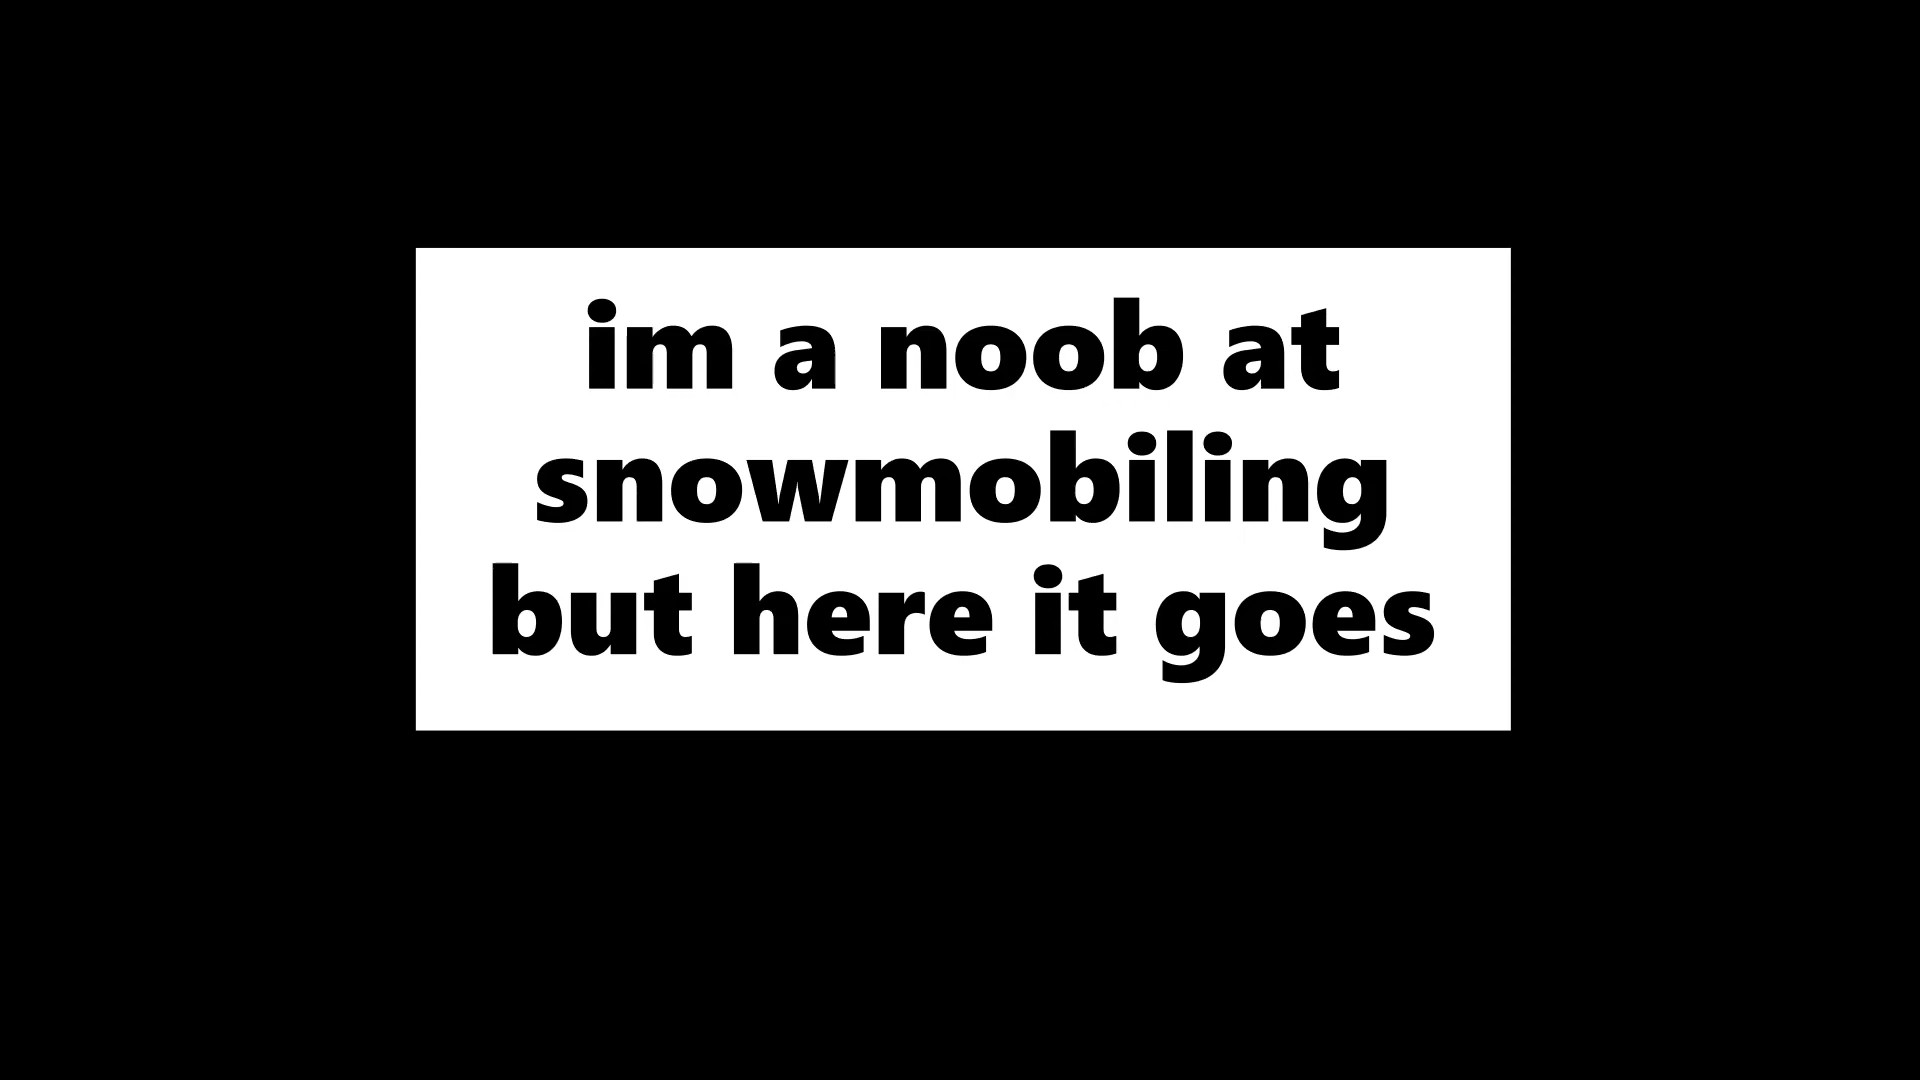 im a noob at
snowmobiling
but here it goes